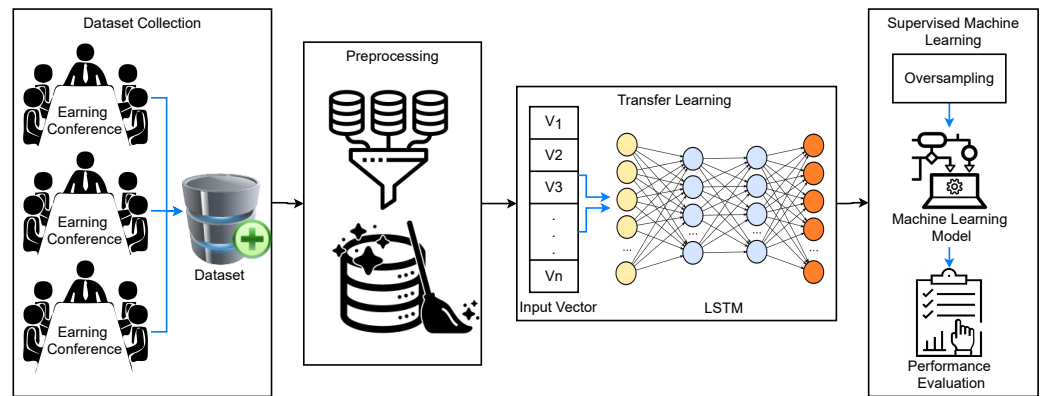 Dataset Collection
Earning
Conference
Earning
Conference
Earning
Conference
Dataset
Preprocessing
Transfer Learning
V1
V2
V3
.
.
.
Vn
Input Vector
...
...
...
...
LSTM
Supervised Machine
Learning
Oversampling
Machine Learning
Model
Performance
Evaluation